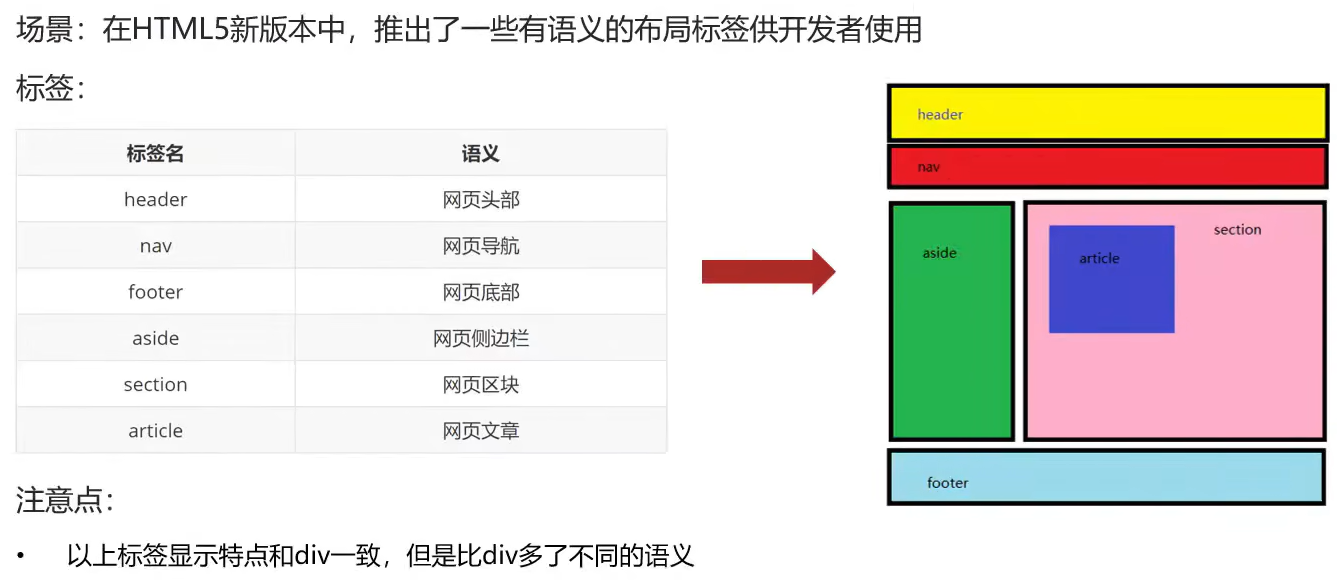 场景：在HTML5新版本中，推出了一些有语义的布局标签供开发者使用
标签：
标签名 语义
header 网页头部
nav 网页导航
footer 网页底部
aside 网页侧边栏
section 网页区块
article 网页文章
header
nav
aside
article
section
footer
注意点：
• 以上标签显示特点和div一致，但是比div多了不同的语义